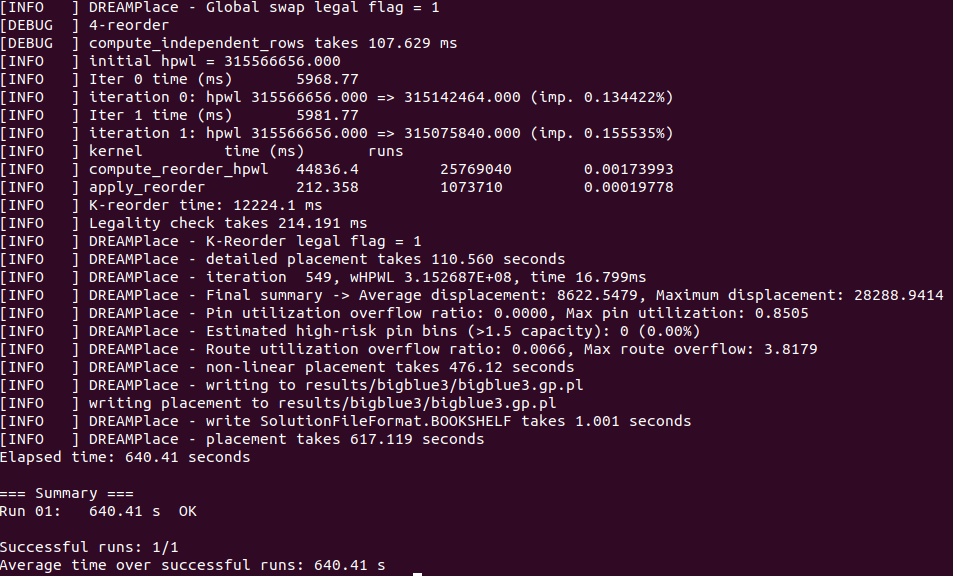 [INFO   ] DREAMPlace - Global swap legal flag = 1
[DEBUG  ] 4-reorder
[DEBUG  ] compute_independent_rows takes 107.629 ms
[INFO   ] initial hpwl = 315566656.000
[INFO   ] Iter 0 time (ms)       5968.77
[INFO   ] iteration 0: hpwl 315566656.000 => 315142464.000 (imp. 0.134422%)
[INFO   ] Iter 1 time (ms)       5981.77
[INFO   ] iteration 1: hpwl 315566656.000 => 315075840.000 (imp. 0.155535%)
[INFO   ] kernel         time (ms)       runs
[INFO   ] compute_reorder_hpwl   44836.4         25769040        0.00173993
[INFO   ] apply_reorder          212.358         1073710         0.00019778
[INFO   ] K-reorder time: 12224.1 ms
[INFO   ] Legality check takes 214.191 ms
[INFO   ] DREAMPlace - K-Reorder legal flag = 1
[INFO   ] DREAMPlace - detailed placement takes 110.560 seconds
[INFO   ] DREAMPlace - iteration  549, wHPWL 3.152687E+08, time 16.799ms
[INFO   ] DREAMPlace - Final summary -> Average displacement: 8622.5479, Maximum displacement: 28288.9414
[INFO   ] DREAMPlace - Pin utilization overflow ratio: 0.0000, Max pin utilization: 0.8505
[INFO   ] DREAMPlace - Estimated high-risk pin bins (>1.5 capacity): 0 (0.00%)
[INFO   ] DREAMPlace - Route utilization overflow ratio: 0.0066, Max route overflow: 3.8179
[INFO   ] DREAMPlace - non-linear placement takes 476.12 seconds
[INFO   ] DREAMPlace - writing to results/bigblue3/bigblue3.gp.pl
[INFO   ] writing placement to results/bigblue3/bigblue3.gp.pl
[INFO   ] DREAMPlace - write SolutionFileFormat.BOOKSHELF takes 1.001 seconds
[INFO   ] DREAMPlace - placement takes 617.119 seconds
Elapsed time: 640.41 seconds

=== Summary ===
Run 01:   640.41 s  OK

Successful runs: 1/1
Average time over successful runs: 640.41 s